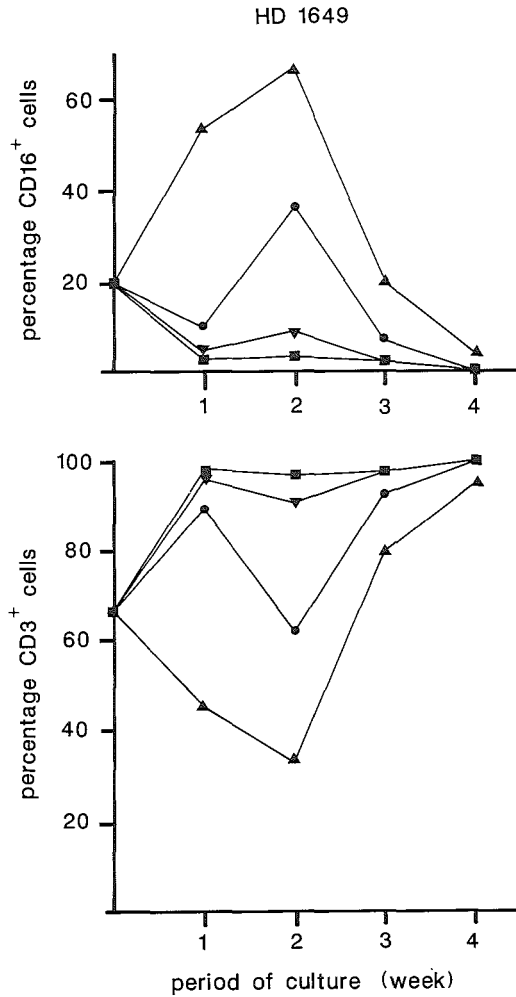 HD 1649
percentage CD16+ cells
60
40
20
1 2 3 4
percentage CD3+ cells
100
80
60
40
20
1 2 3 4
period of culture (week)